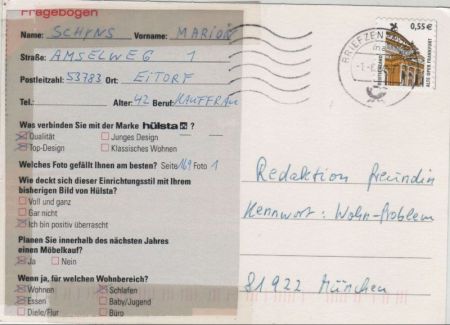 Fragebogen
Name: SCHYNS Vorname: MARION
Straße: AMSELWEG 1
Postleitzahl: 53783 Ort: EITORF
Tel.: Alter: 42 Beruf: KAUFFRAU
Was verbinden Sie mit der Marke hülsta ?
Qualität Junges Design
Top-Design Klassisches Wohnen
Welches Foto gefällt Ihnen am besten? Seite 169 Foto 1
Wie deckt sich dieser Einrichtungsstil mit Ihrem
bisherigen Bild von Hülsta?
Voll und ganz
Gar nicht
Ich bin positiv überrascht
Planen Sie innerhalb des nächsten Jahres
einen Möbelkauf?
Ja Nein
Wenn ja, für welchen Wohnbereich?
Wohnen Schlafen
Essen Baby/Jugend
Diele/Flur Büro
BRIEFZEN
0,55 €
ALTE OPER FRANKFURT
Redaktion freundin
Kennwort: Wohn-Problem
81922 München